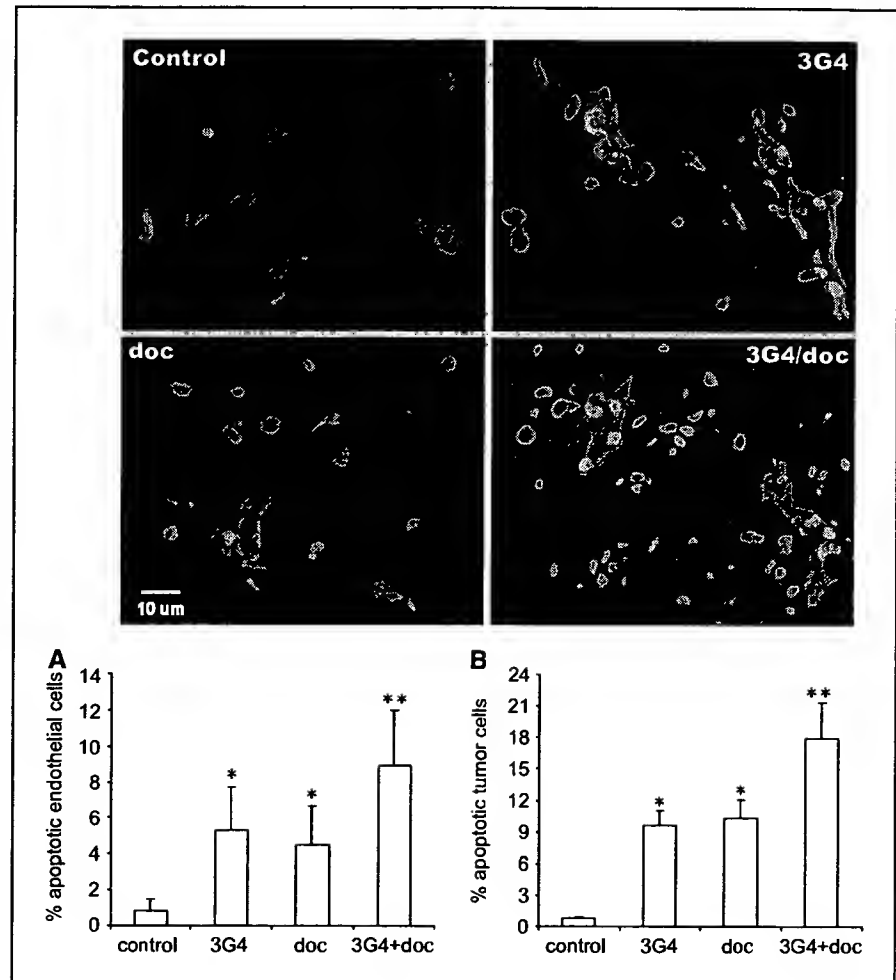 Control
3G4
doc
3G4/doc
10 um
A
% apoptotic endothelial cells
14
12
10
8
6
4
2
0
*
*
**
control 3G4 doc 3G4+doc
B
% apoptotic tumor cells
24
21
18
15
12
9
6
3
0
*
*
**
control 3G4 doc 3G4+doc